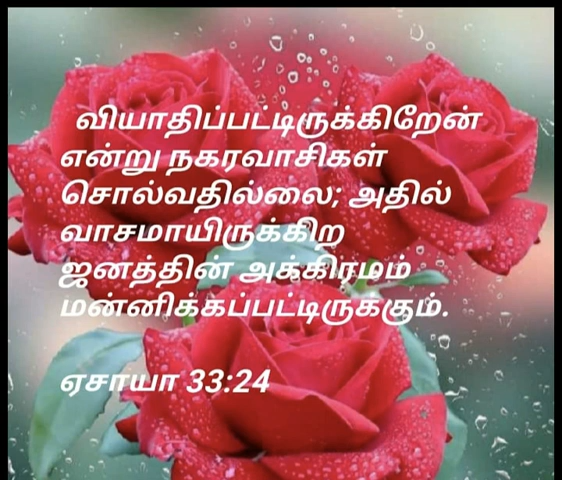 வியாதிப்பட்டிருக்கிறேன்
என்று நகரவாசிகள்
சொல்வதில்லை; அதில்
வாசமாயிருக்கிற
ஜனத்தின் அக்கிரமம்
மன்னிக்கப்பட்டிருக்கும்.
ஏசாயா 33:24